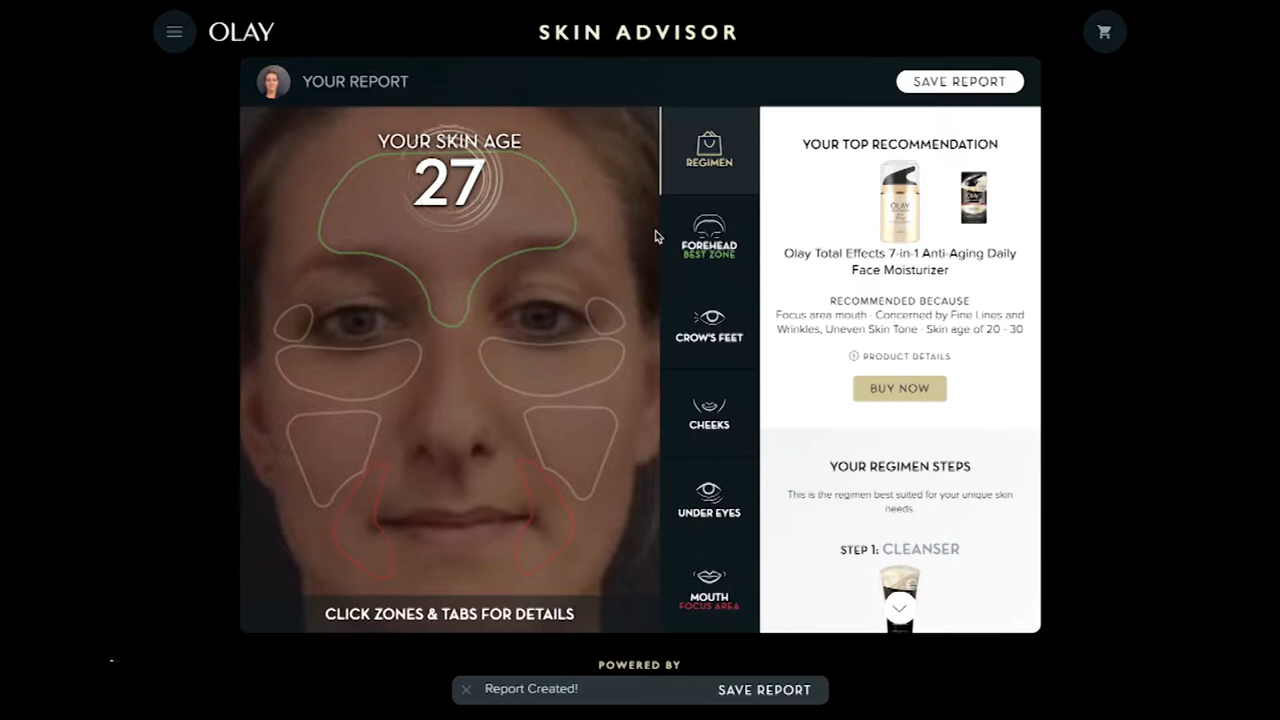 OLAY
SKIN ADVISOR
YOUR REPORT
SAVE REPORT
YOUR SKIN AGE
27
CLICK ZONES & TABS FOR DETAILS
REGIMEN
FOREHEAD
BEST ZONE
CROW'S FEET
CHEEKS
UNDER EYES
MOUTH
FOCUS AREA
YOUR TOP RECOMMENDATION
OLAY
Olay Total Effects 7-in-1 Anti-Aging Daily
Face Moisturizer
RECOMMENDED BECAUSE
Focus area mouth · Concerned by Fine Lines and
Wrinkles, Uneven Skin Tone · Skin age of 20 - 30
PRODUCT DETAILS
BUY NOW
YOUR REGIMEN STEPS
This is the regimen best suited for your unique skin
needs.
STEP 1: CLEANSER
POWERED BY
Report Created!
SAVE REPORT